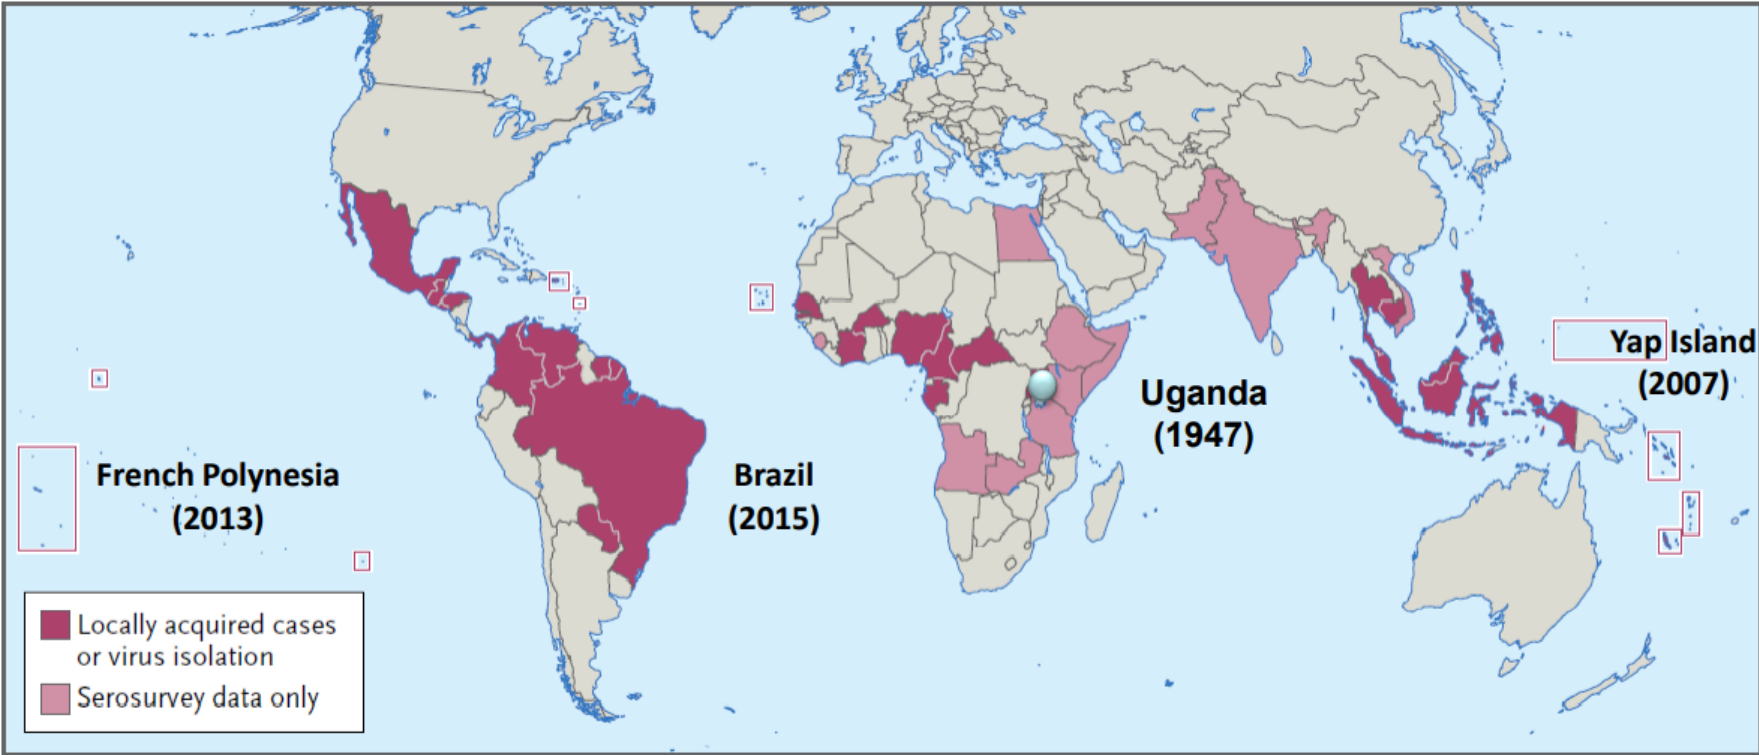 Yap Island
(2007)
Uganda
(1947)
French Polynesia
(2013)
Brazil
(2015)
Locally acquired cases
or virus isolation
Serosurvey data only